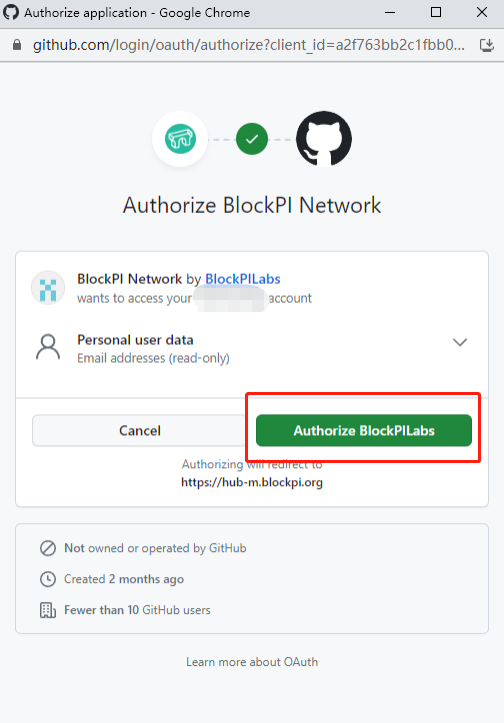 Authorize application - Google Chrome
github.com/login/oauth/authorize?client_id=a2f763bb2c1fbb0...
Authorize BlockPI Network
BlockPI Network by BlockPILabs
wants to access your account
Personal user data
Email addresses (read-only)
Cancel
Authorize BlockPILabs
Authorizing will redirect to
https://hub-m.blockpi.org
Not owned or operated by GitHub
Created 2 months ago
Fewer than 10 GitHub users
Learn more about OAuth